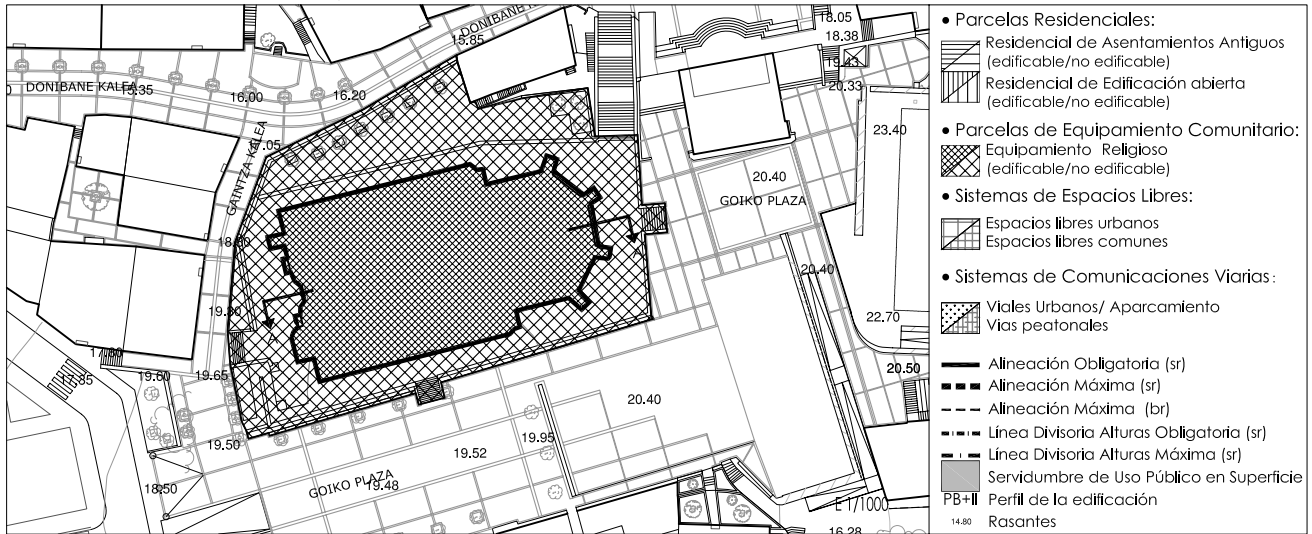 DONIBANE K
15.85
18.05
18.38
19.43
20.33
DONIBANE KALEA
15.35
16.00
16.20
17.05
GAINTZA KALEA
23.40
20.40
GOIKO PLAZA
18.60
20.40
19.80
A
A
22.70
17.80
17.35
19.60
19.65
20.50
20.40
19.50
19.95
19.52
GOIKO PLAZA
19.48
18.50
E 1/1000
16.28
• Parcelas Residenciales:
Residencial de Asentamientos Antiguos
(edificable/no edificable)
Residencial de Edificación abierta
(edificable/no edificable)
• Parcelas de Equipamiento Comunitario:
Equipamiento Religioso
(edificable/no edificable)
• Sistemas de Espacios Libres:
Espacios libres urbanos
Espacios libres comunes
• Sistemas de Comunicaciones Viarias:
Viales Urbanos/ Aparcamiento
Vias peatonales
Alineación Obligatoria (sr)
Alineación Máxima (sr)
Alineación Máxima (br)
Línea Divisoria Alturas Obligatoria (sr)
Línea Divisoria Alturas Máxima (sr)
Servidumbre de Uso Público en Superficie
PB+II Perfil de la edificación
14.80 Rasantes